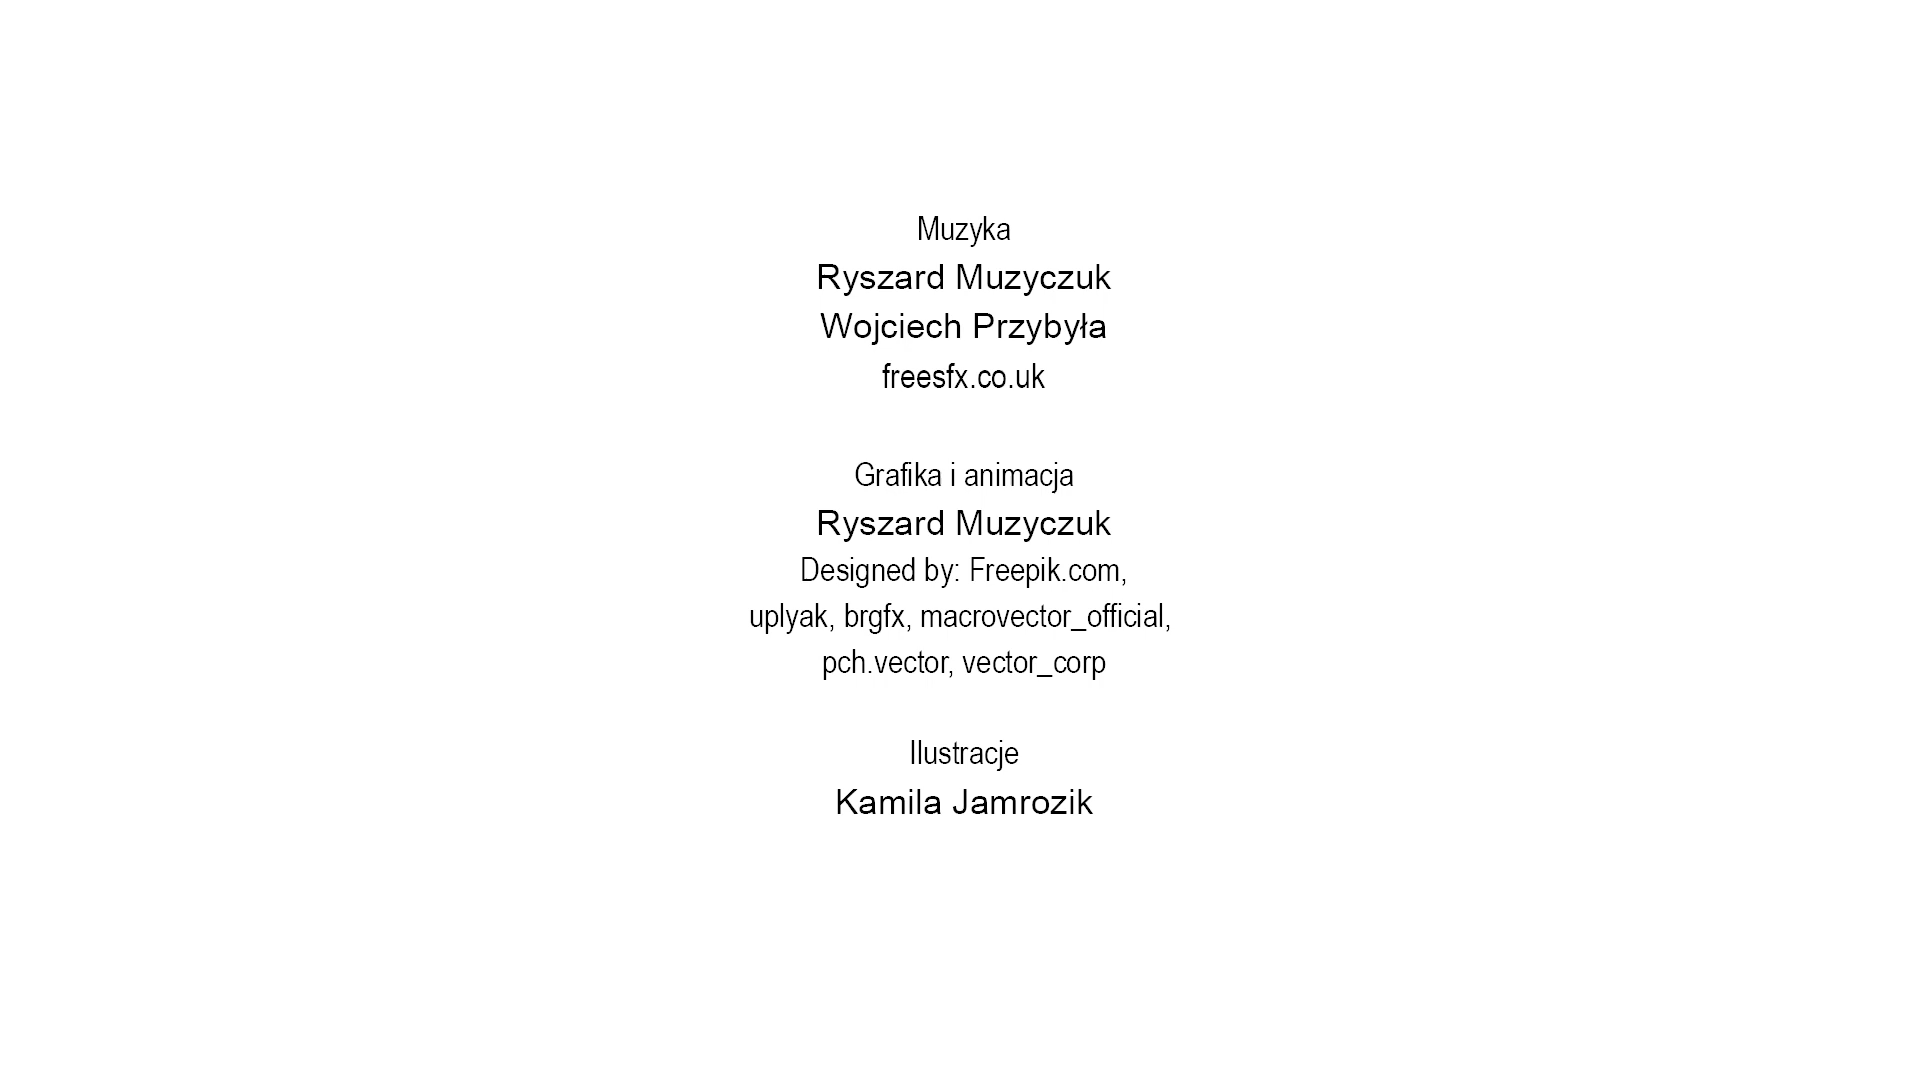 Muzyka
Ryszard Muzyczuk
Wojciech Przybyła
freesfx.co.uk
Grafika i animacja
Ryszard Muzyczuk
Designed by: Freepik.com,
uplyak, brgfx, macrovector_official,
pch.vector, vector_corp
Ilustracje
Kamila Jamrozik